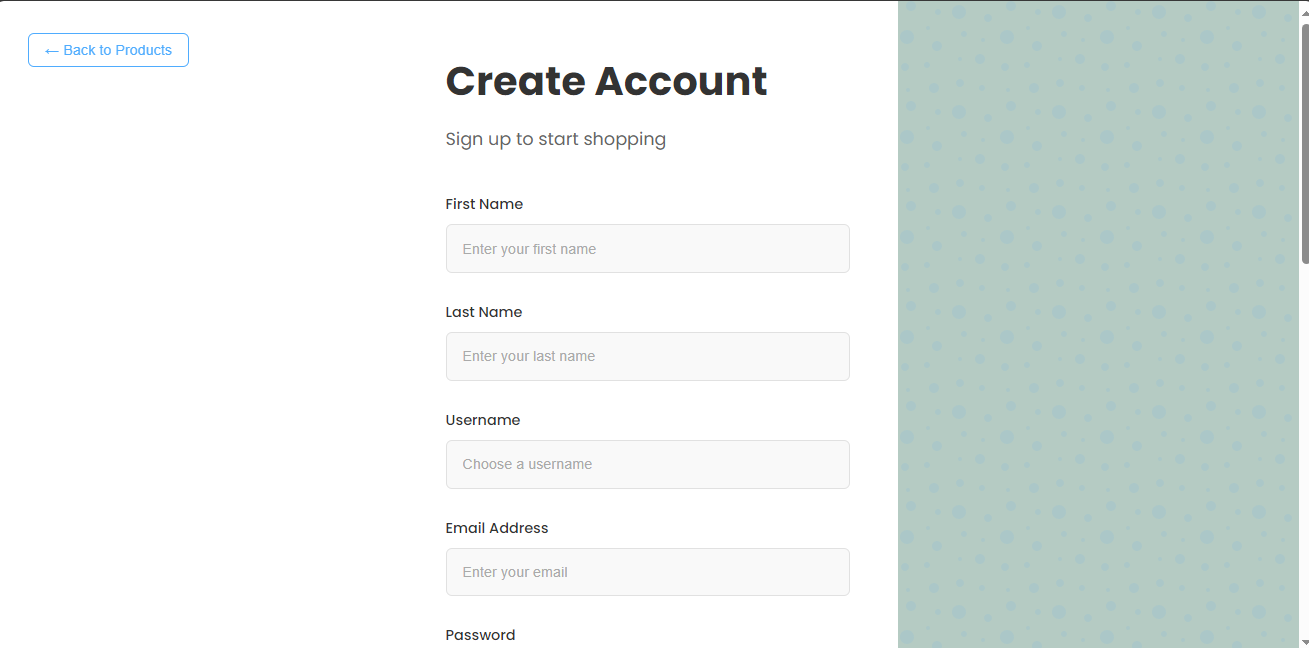 ← Back to Products
Create Account
Sign up to start shopping
First Name
Enter your first name
Last Name
Enter your last name
Username
Choose a username
Email Address
Enter your email
Password